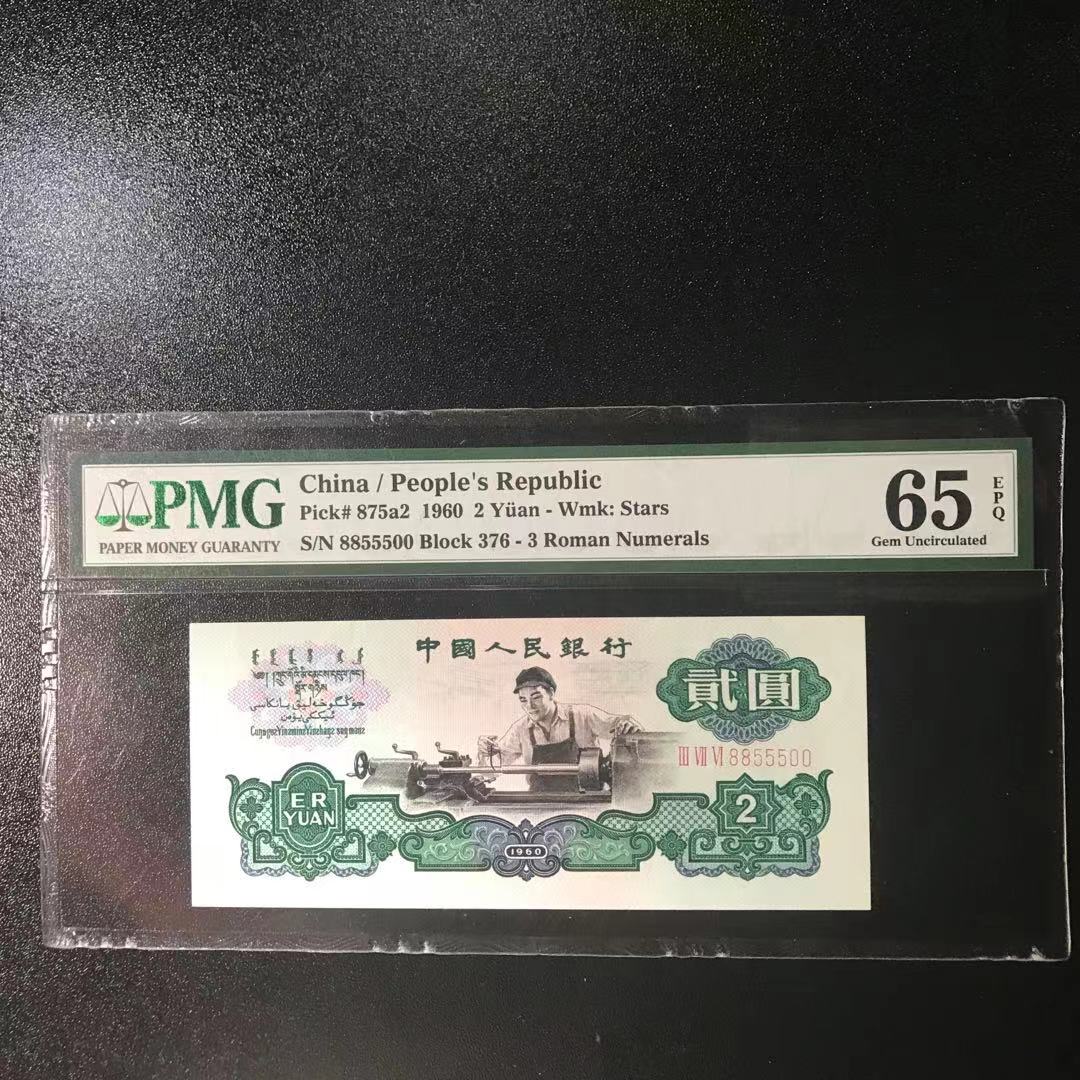 PMG
PAPER MONEY GUARANTY
China / People's Republic
Pick# 875a2 1960 2 Yüan - Wmk: Stars
S/N 8855500 Block 376 - 3 Roman Numerals
65
EPQ
Gem Uncirculated
中國人民銀行
貳圓
III VII VI 8855500
ER
YUAN
1960
2